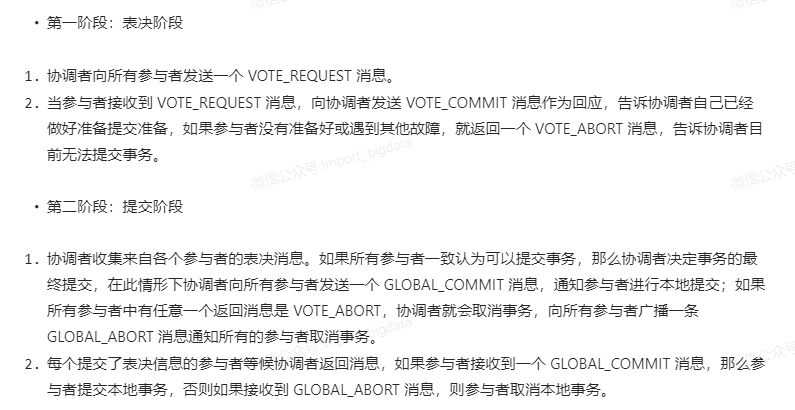 • 第一阶段：表决阶段
1. 协调者向所有参与者发送一个 VOTE_REQUEST 消息。
2. 当参与者接收到 VOTE_REQUEST 消息，向协调者发送 VOTE_COMMIT 消息作为回应，告诉协调者自己已经
做好准备提交准备，如果参与者没有准备好或遇到其他故障，就返回一个 VOTE_ABORT 消息，告诉协调者目
前无法提交事务。
微信公众号:import_bigdata
• 第二阶段：提交阶段
1. 协调者收集来自各个参与者的表决消息。如果所有参与者一致认为可以提交事务，那么协调者决定事务的最
终提交，在此情形下协调者向所有参与者发送一个 GLOBAL_COMMIT 消息，通知参与者进行本地提交；如果
所有参与者中有任意一个返回消息是 VOTE_ABORT，协调者就会取消事务，向所有参与者广播一条
GLOBAL_ABORT 消息通知所有的参与者取消事务。
微信公众号:import_bigdata
2. 每个提交了表决信息的参与者等候协调者返回消息，如果参与者接收到一个 GLOBAL_COMMIT 消息，那么参
与者提交本地事务，否则如果接收到 GLOBAL_ABORT 消息，则参与者取消本地事务。